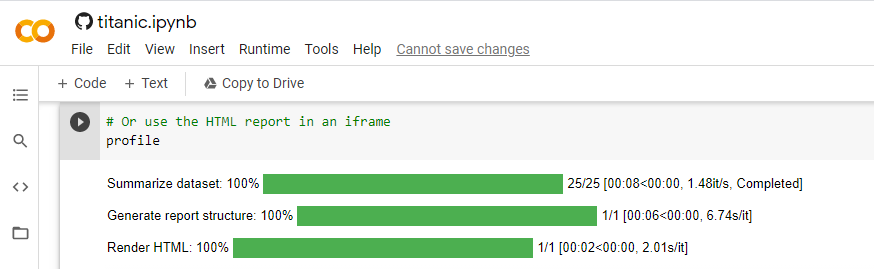 titanic.ipynb
File Edit View Insert Runtime Tools Help Cannot save changes
+ Code + Text Copy to Drive
# Or use the HTML report in an iframe
profile
Summarize dataset: 100% 25/25 [00:08<00:00, 1.48it/s, Completed]
Generate report structure: 100% 1/1 [00:06<00:00, 6.74s/it]
Render HTML: 100% 1/1 [00:02<00:00, 2.01s/it]